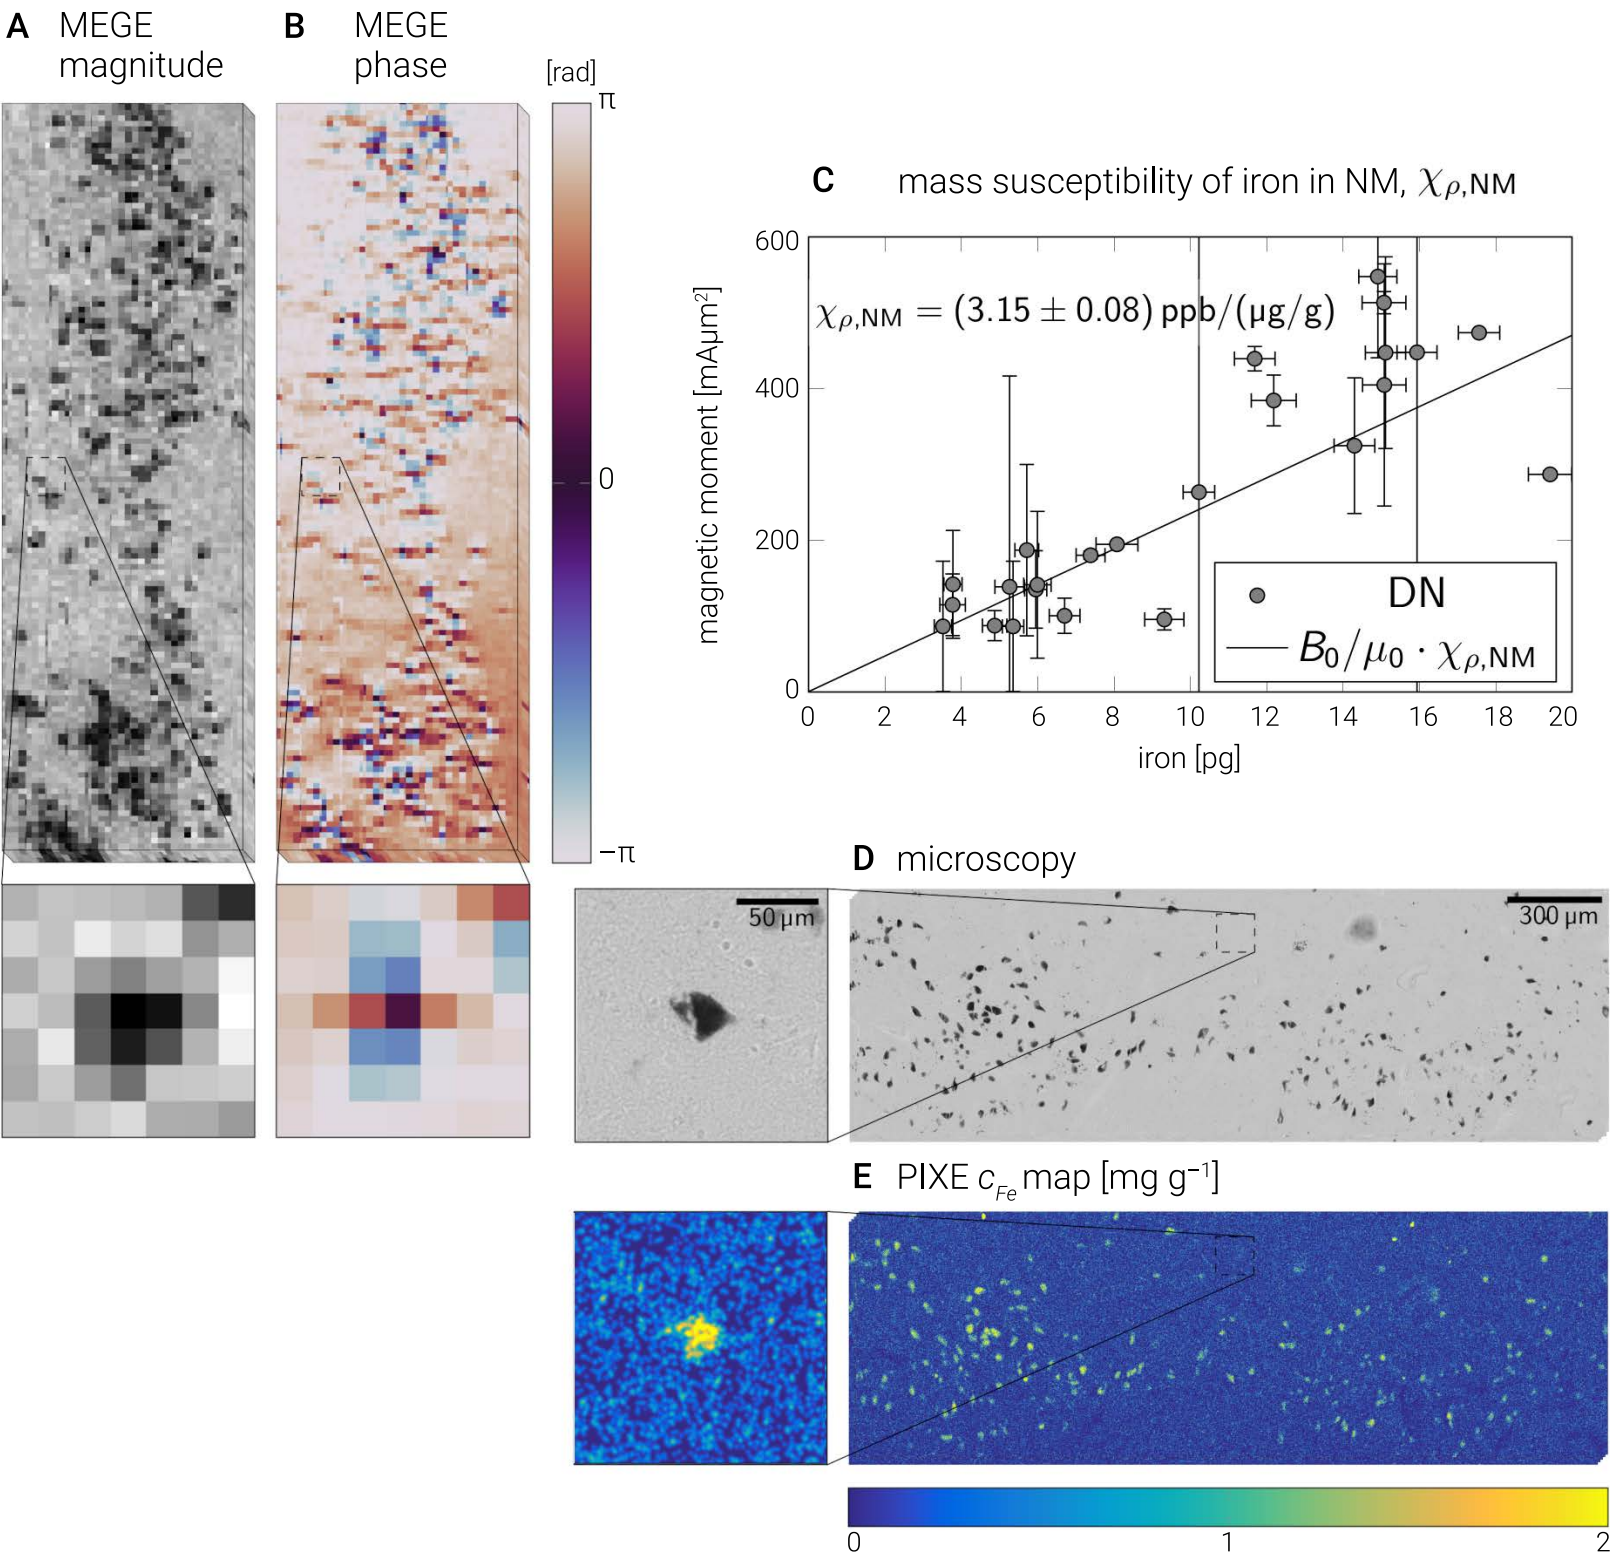 A MEGE magnitude
B MEGE phase
[rad]
π
0
−π
C mass susceptibility of iron in NM, χρ,NM
χρ,NM = (3.15 ± 0.08) ppb/(µg/g)
magnetic moment [mAµm²]
600
400
200
0
0 2 4 6 8 10 12 14 16 18 20
iron [pg]
DN
B₀/µ₀ · χρ,NM
D microscopy
50 µm
300 µm
E PIXE cFe map [mg g⁻¹]
0 1 2